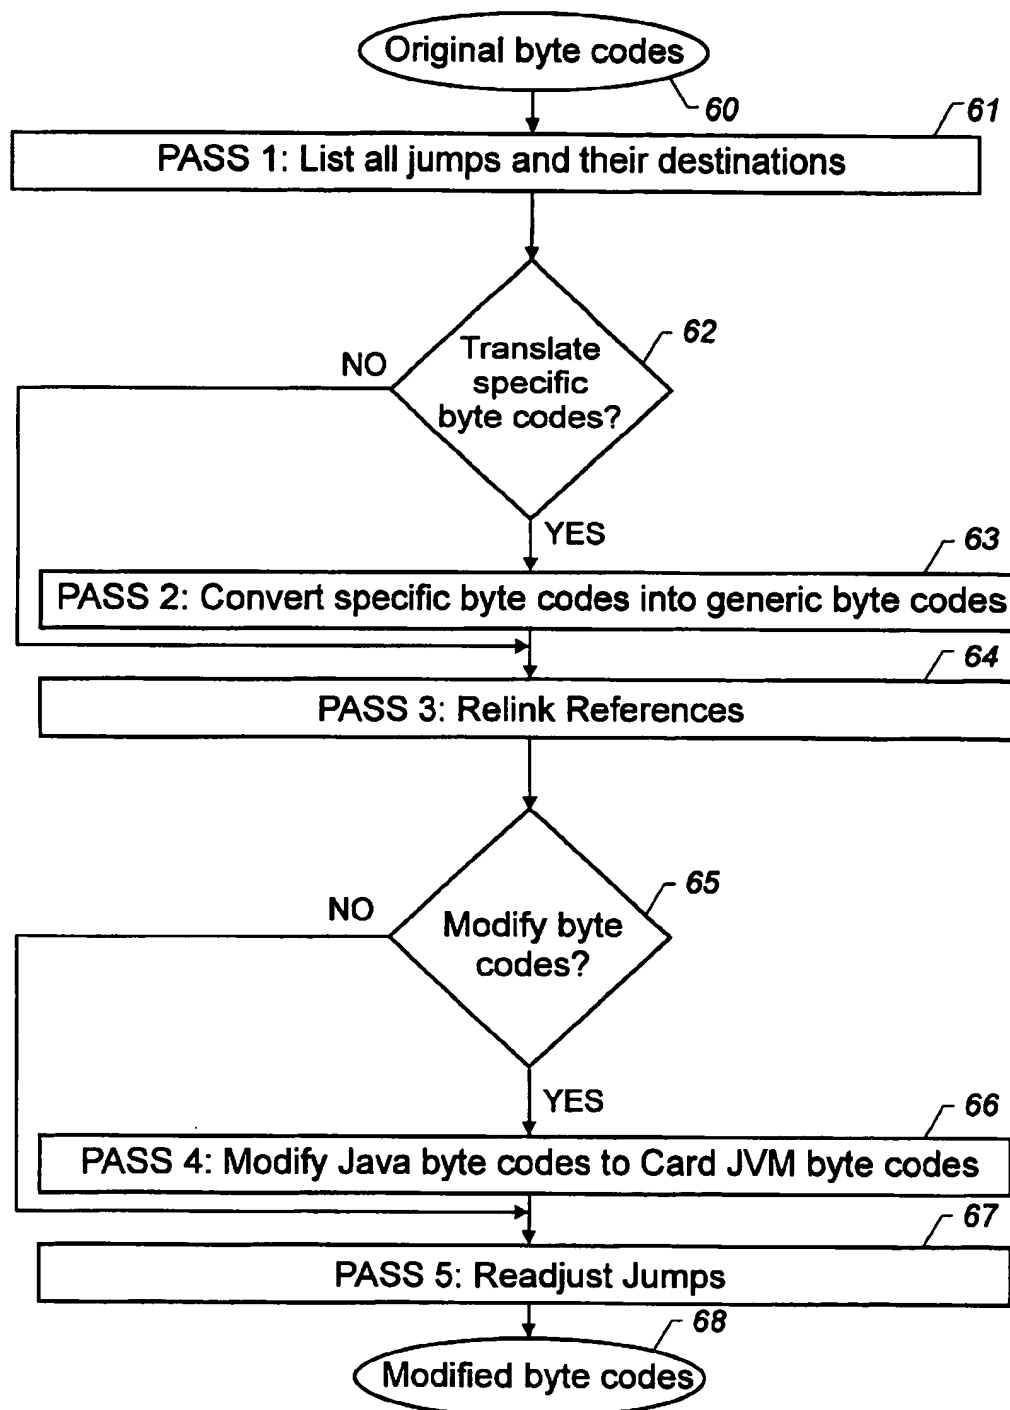 Original byte codes
60
61
PASS 1: List all jumps and their destinations
62
NO
Translate
specific
byte codes?
YES
63
PASS 2: Convert specific byte codes into generic byte codes
64
PASS 3: Relink References
65
NO
Modify byte
codes?
YES
66
PASS 4: Modify Java byte codes to Card JVM byte codes
67
PASS 5: Readjust Jumps
68
Modified byte codes